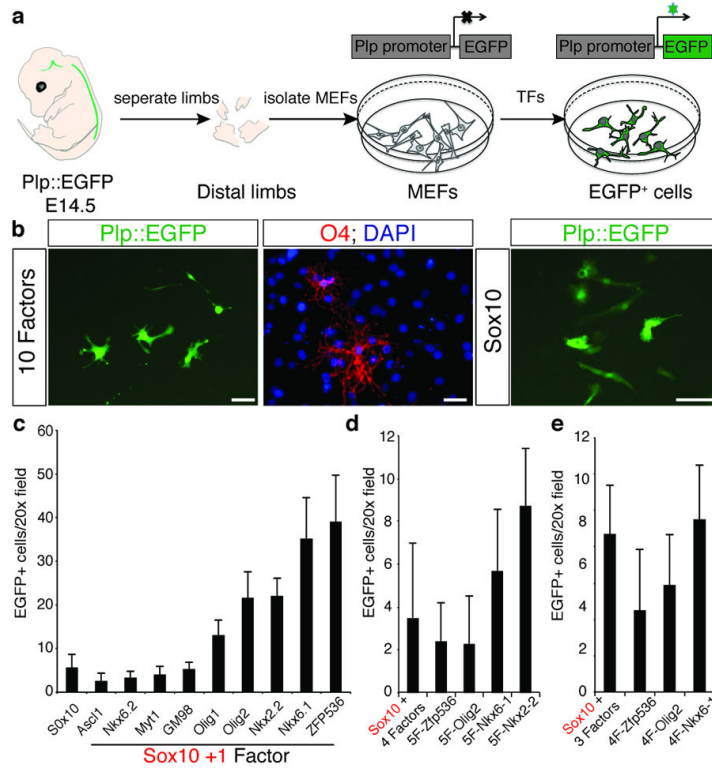 a
Plp promoter EGFP
Plp promoter EGFP
seperate limbs
isolate MEFs
TFs
Plp::EGFP
E14.5
Distal limbs
MEFs
EGFP+ cells
b
Plp::EGFP
O4; DAPI
Plp::EGFP
10 Factors
Sox10
c
EGFP+ cells/20x field
60
50
40
30
20
10
0
S0x10
Ascl1
Nkx6.2
Myt1
GM98
Olig1
Olig2
Nkx2.2
Nkx6.1
ZFP536
Sox10 +1 Factor
d
EGFP+ cells/20x field
12
10
8
6
4
2
0
Sox10 +
4 Factors
5F-Zfp536
5F-Olig2
5F-Nkx6-1
5F-Nkx2-2
e
EGFP+ cells/20x field
12
10
8
6
4
2
0
Sox10 +
3 Factors
4F-Zfp536
4F-Olig2
4F-Nkx6-1